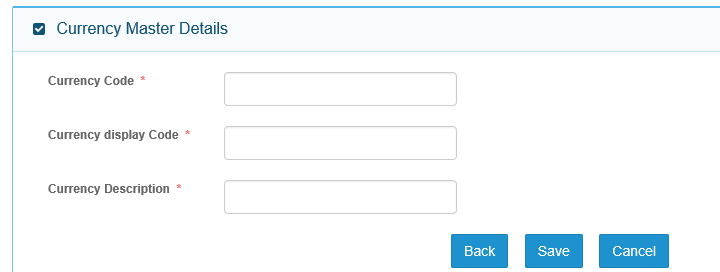 Currency Master Details
Currency Code *
Currency display Code *
Currency Description *
Back Save Cancel